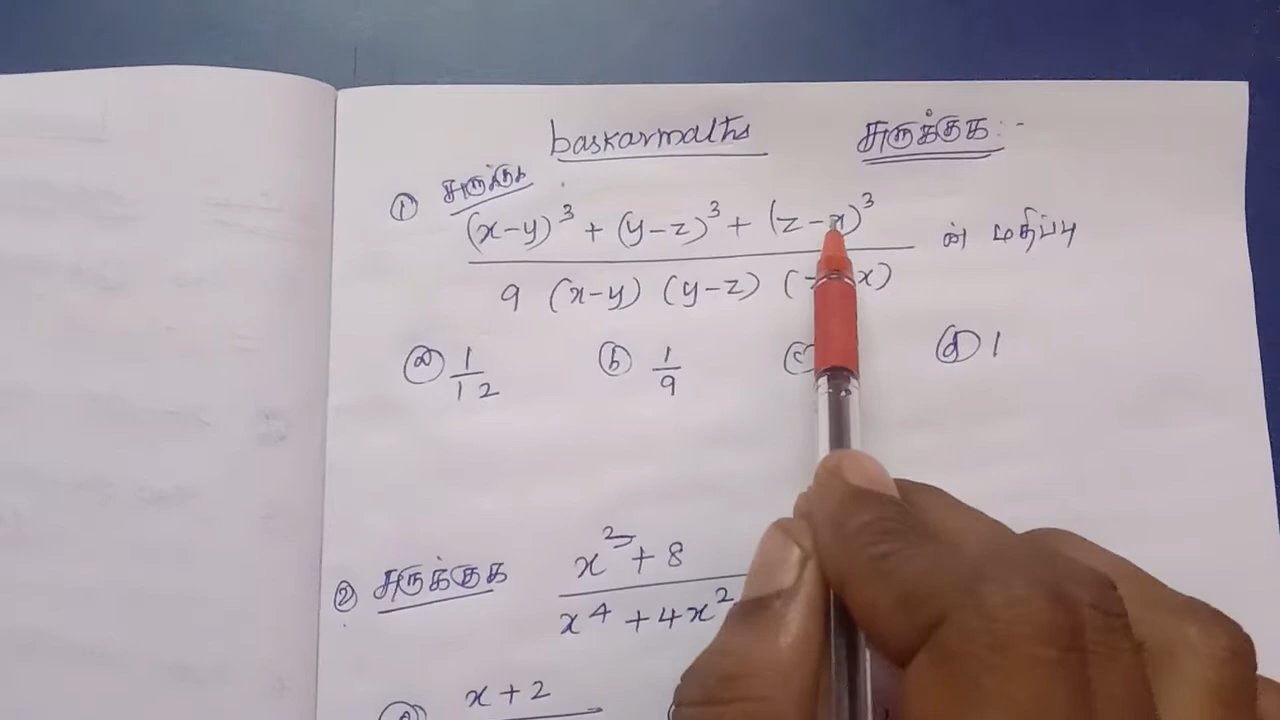 baskarmaths சுருக்குக :-
① சுருக்குக
(x-y)³ + (y-z)³ + (z-x)³
ன் மதிப்பு
9 (x-y) (y-z) ( x)
அ 1/12 ஆ 1/9 ஈ 1
② சுருக்குக x³ + 8
x⁴ + 4x²
x + 2